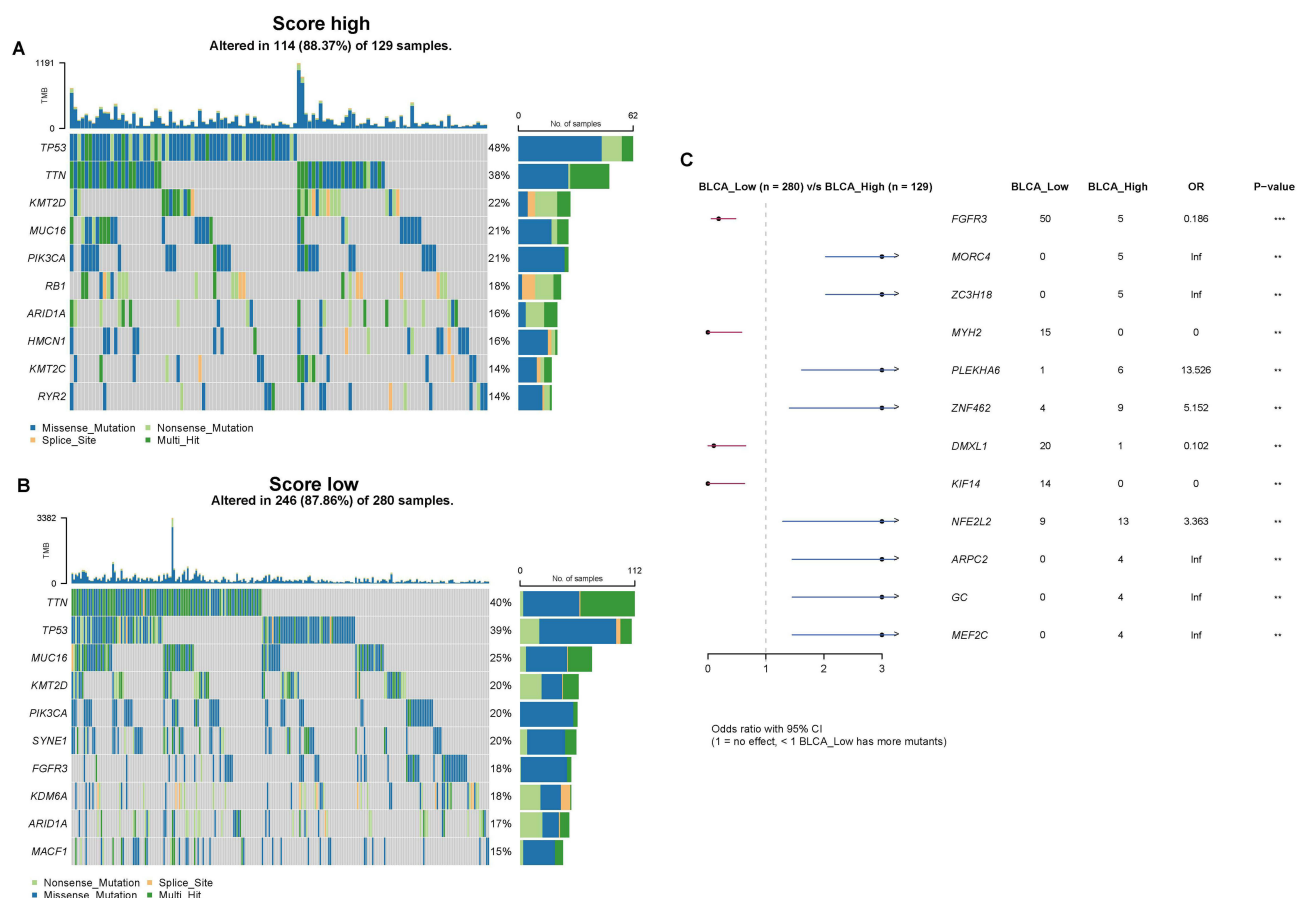 Score high
A
Altered in 114 (88.37%) of 129 samples.
1191
TMB
0
0 62
No. of samples
TP53 48%
TTN 38%
KMT2D 22%
MUC16 21%
PIK3CA 21%
RB1 18%
ARID1A 16%
HMCN1 16%
KMT2C 14%
RYR2 14%
Missense_Mutation Nonsense_Mutation
Splice_Site Multi_Hit
B
Score low
Altered in 246 (87.86%) of 280 samples.
3382
TMB
0
0 112
No. of samples
TTN 40%
TP53 39%
MUC16 25%
KMT2D 20%
PIK3CA 20%
SYNE1 20%
FGFR3 18%
KDM6A 18%
ARID1A 17%
MACF1 15%
Nonsense_Mutation Splice_Site
Missense_Mutation Multi_Hit
C
BLCA_Low (n = 280) v/s BLCA_High (n = 129) BLCA_Low BLCA_High OR P−value
FGFR3 50 5 0.186 ***
MORC4 0 5 Inf **
ZC3H18 0 5 Inf **
MYH2 15 0 0 **
PLEKHA6 1 6 13.526 **
ZNF462 4 9 5.152 **
DMXL1 20 1 0.102 **
KIF14 14 0 0 **
NFE2L2 9 13 3.363 **
ARPC2 0 4 Inf **
GC 0 4 Inf **
MEF2C 0 4 Inf **
0 1 2 3
Odds ratio with 95% CI
(1 = no effect, < 1 BLCA_Low has more mutants)